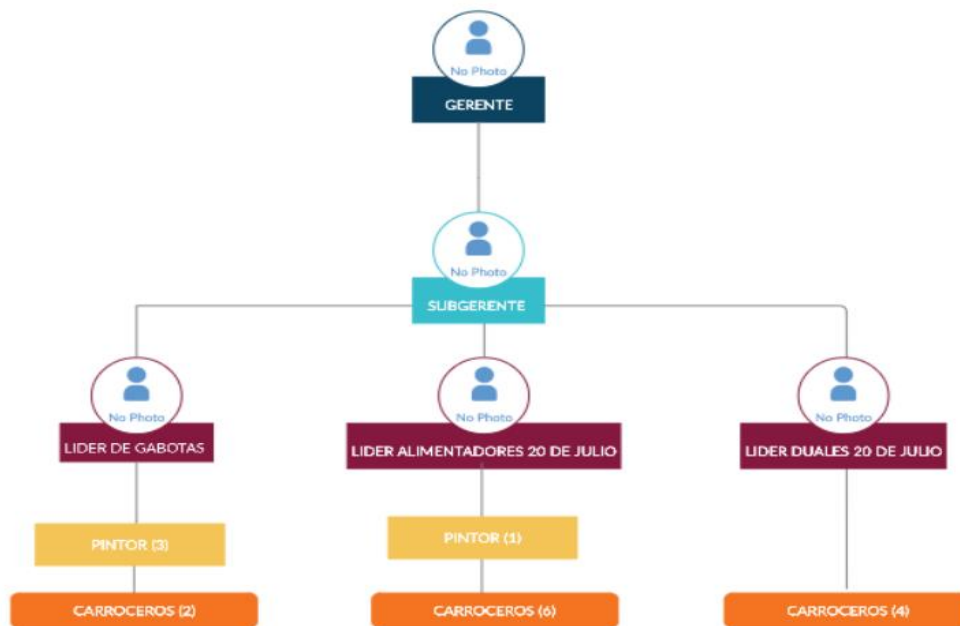 No Photo
GERENTE
No Photo
SUBGERENTE
No Photo
No Photo
No Photo
LIDER DE GABOTAS
LIDER ALIMENTADORES 20 DE JULIO
LIDER DUALES 20 DE JULIO
PINTOR (3)
PINTOR (1)
CARROCEROS (2)
CARROCEROS (6)
CARROCEROS (4)